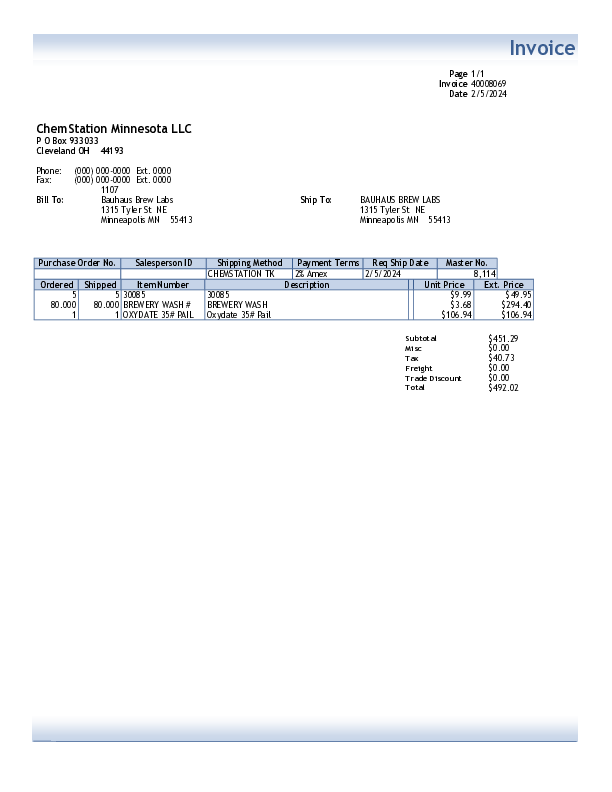 Invoice
Page 1/1
Invoice 40008069
Date 2/5/2024
ChemStation Minnesota LLC
P O Box 933033
Cleveland OH 44193
Phone: (000) 000-0000 Ext. 0000
Fax: (000) 000-0000 Ext. 0000
1107
Bill To: Bauhaus Brew Labs Ship To: BAUHAUS BREW LABS
1315 Tyler St NE 1315 Tyler St NE
Minneapolis MN 55413 Minneapolis MN 55413
Purchase Order No. Salesperson ID Shipping Method Payment Terms Req Ship Date Master No.
CHEMSTATION TK 2% Amex 2/5/2024 8,114
Ordered Shipped Item Number Description Unit Price Ext. Price
5 5 30085 30085 $9.99 $49.95
80.000 80.000 BREWERY WASH # BREWERY WASH $3.68 $294.40
1 1 OXYDATE 35# PAIL Oxydate 35# Pail $106.94 $106.94
Subtotal $451.29
Misc $0.00
Tax $40.73
Freight $0.00
Trade Discount $0.00
Total $492.02